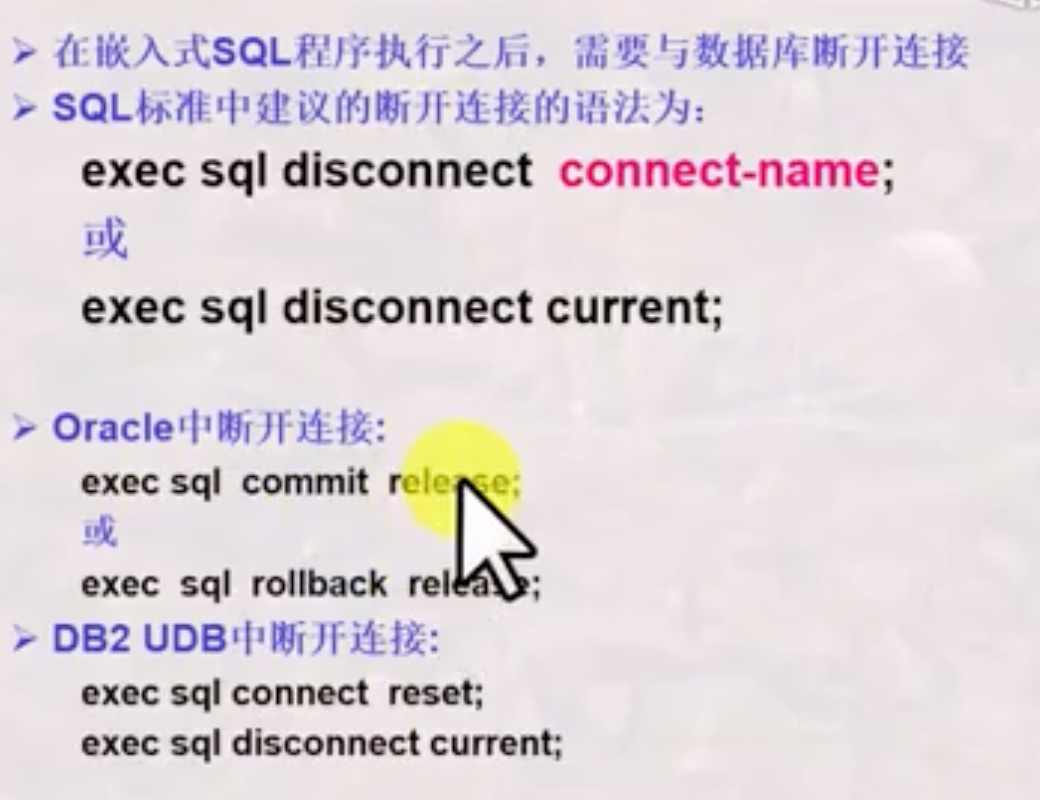 ➢ 在嵌入式SQL程序执行之后，需要与数据库断开连接
➢ SQL标准中建议的断开连接的语法为：
exec sql disconnect connect-name;
或
exec sql disconnect current;
➢ Oracle中断开连接:
exec sql commit release;
或
exec sql rollback release;
➢ DB2 UDB中断开连接:
exec sql connect reset;
exec sql disconnect current;